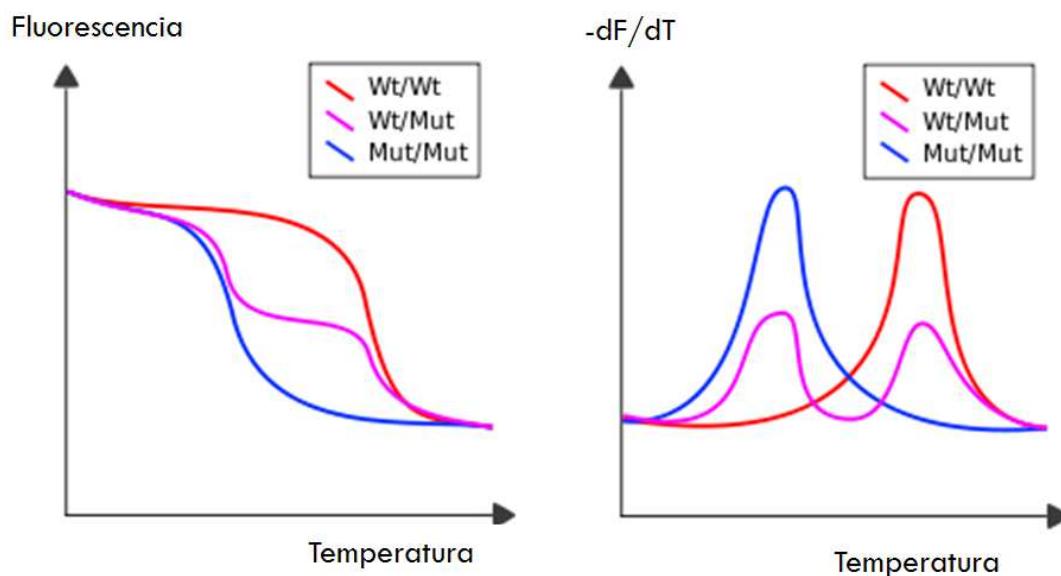 Fluorescencia
Wt/Wt
Wt/Mut
Mut/Mut
Temperatura
-dF/dT
Wt/Wt
Wt/Mut
Mut/Mut
Temperatura